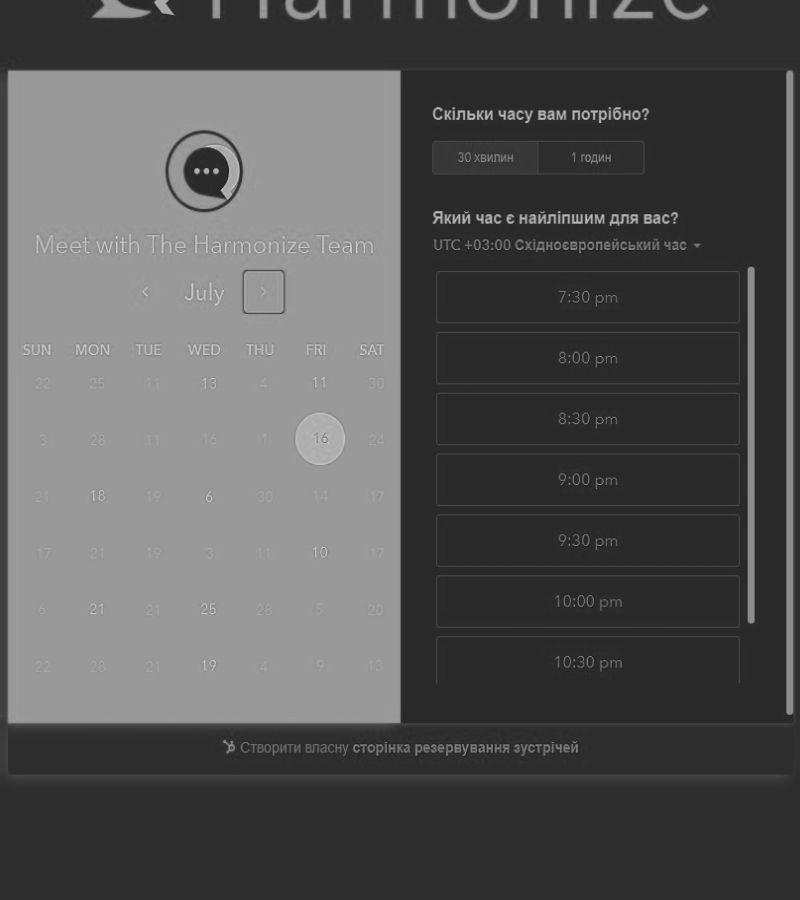 Harmonize
Meet with The Harmonize Team
July
SUN MON TUE WED THU FRI SAT
22 25 11 13 4 11 30
3 28 11 16 1 16 24
21 18 19 6 30 14 17
17 21 19 3 11 10 17
6 21 21 25 28 5 20
22 28 21 19 4 9 13
Скільки часу вам потрібно?
30 хвилин 1 годин
Який час є найліпшим для вас?
UTC +03:00 Східноєвропейський час
7:30 pm
8:00 pm
8:30 pm
9:00 pm
9:30 pm
10:00 pm
10:30 pm
Створити власну сторінка резервування зустрічей